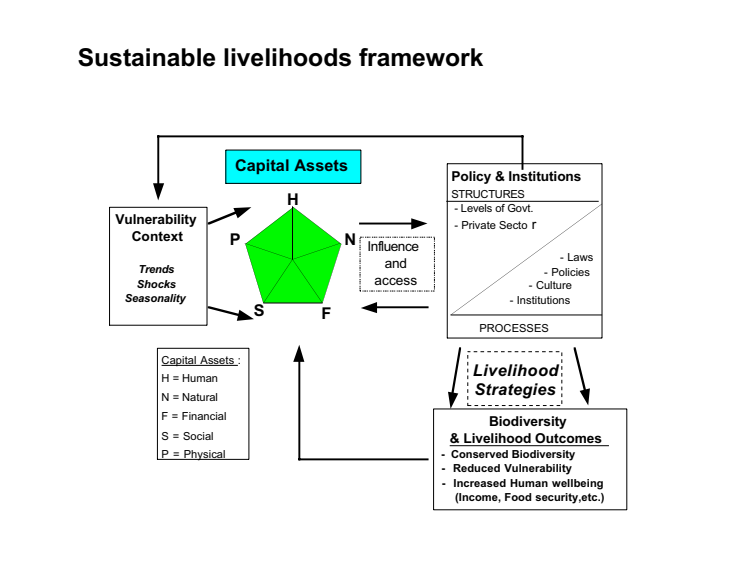 Sustainable livelihoods framework
Capital Assets
Policy & Institutions
STRUCTURES
- Levels of Govt.
- Private Secto r
- Laws
- Policies
- Culture
- Institutions
PROCESSES
Vulnerability
Context
Trends
Shocks
Seasonality
H
P
N
S
F
Influence
and
access
Capital Assets :
H = Human
N = Natural
F = Financial
S = Social
P = Physical
Livelihood
Strategies
Biodiversity
& Livelihood Outcomes
- Conserved Biodiversity
- Reduced Vulnerability
- Increased Human wellbeing
(Income, Food security,etc.)